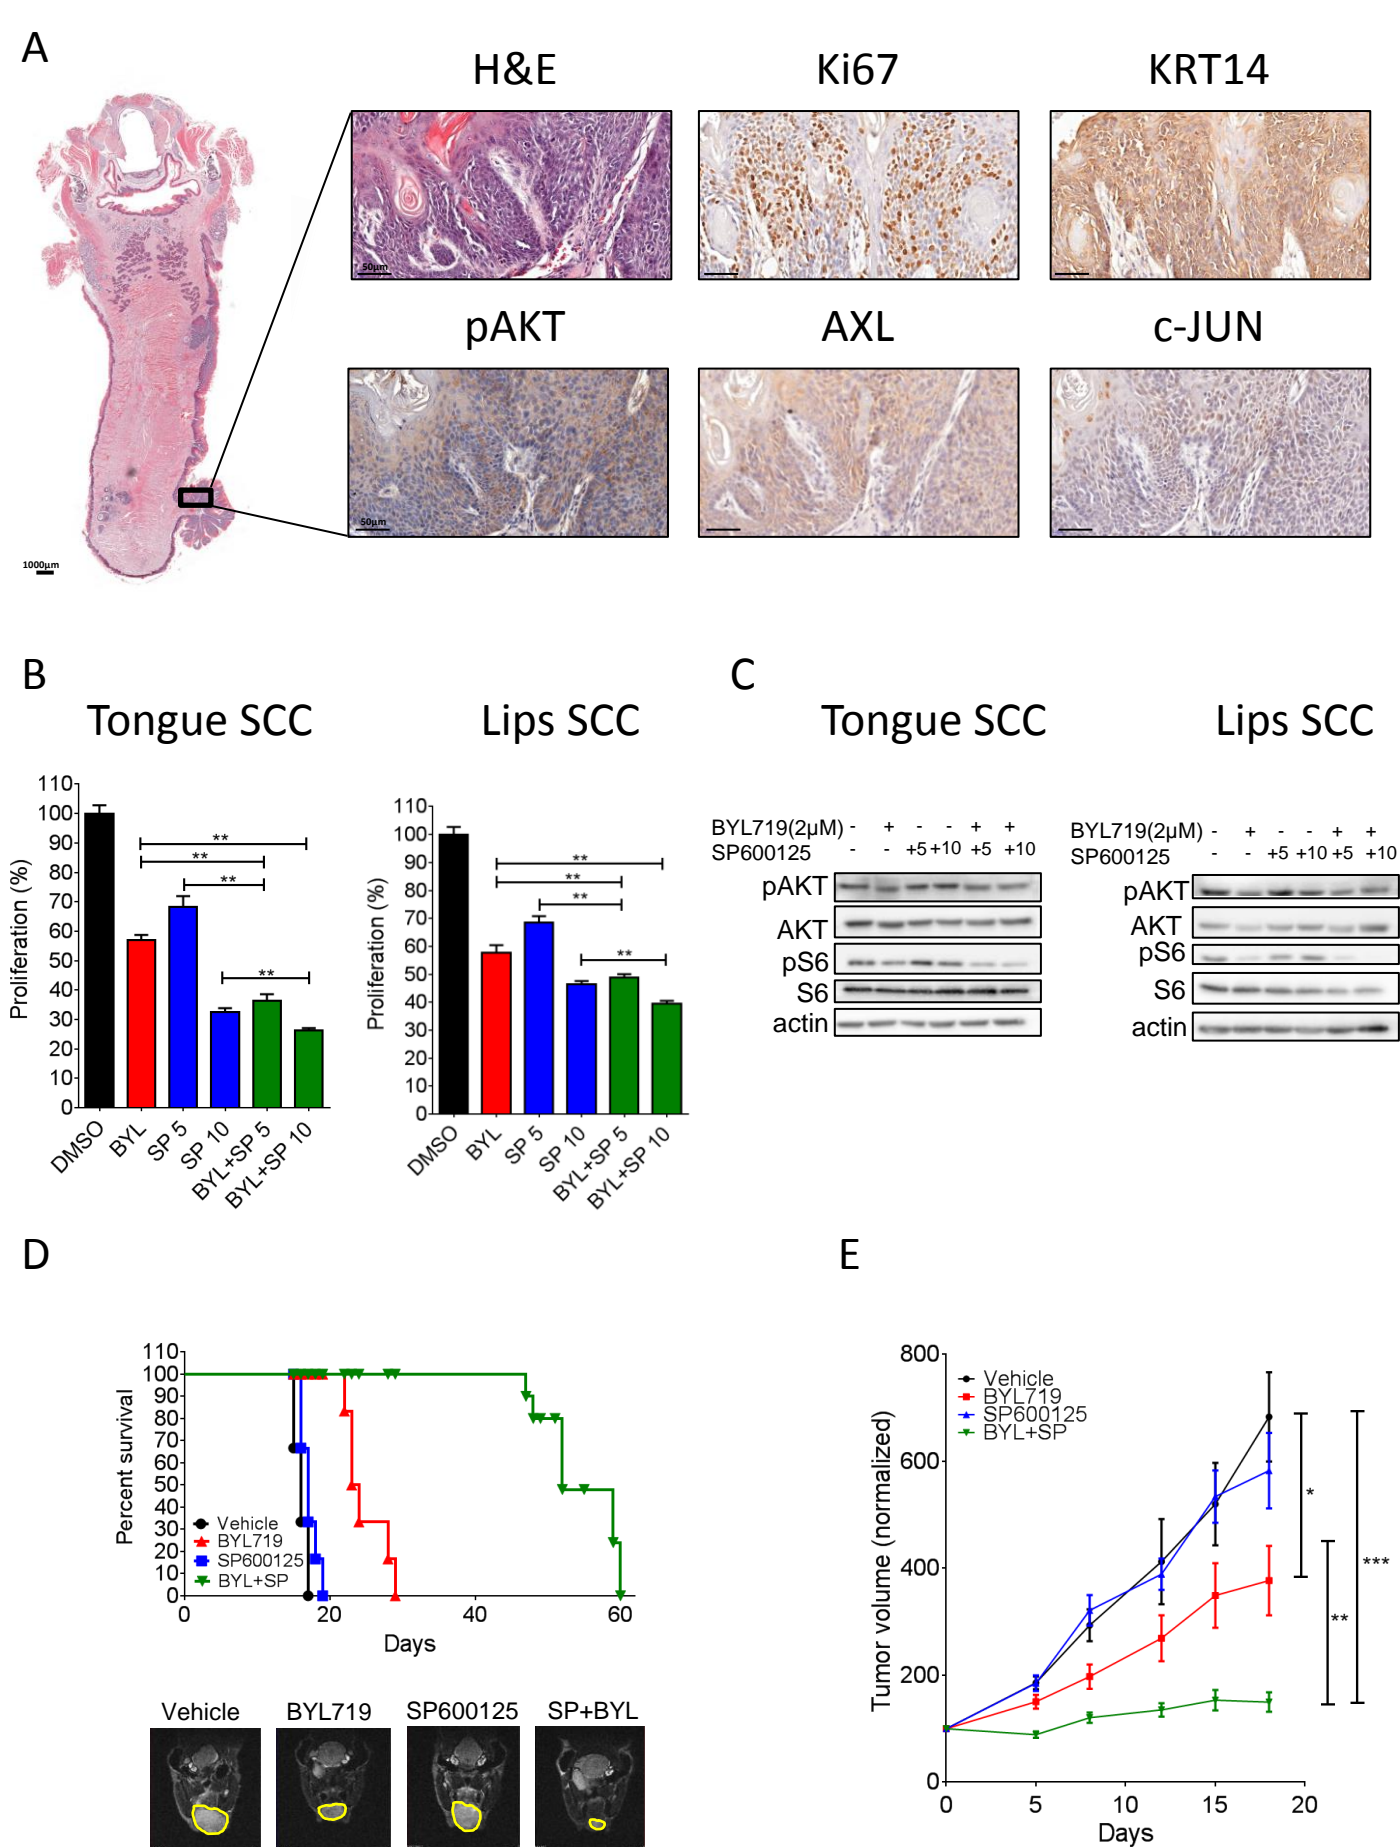 A
H&E
Ki67
KRT14
50µm
pAKT
AXL
c-JUN
50µm
1000µm
B
Tongue SCC
Lips SCC
Proliferation (%)
110
100
90
80
70
60
50
40
30
20
10
0
**
**
**
**
DMSO
BYL
SP 5
SP 10
BYL+SP 5
BYL+SP 10
Proliferation (%)
110
100
90
80
70
60
50
40
30
20
10
0
**
**
**
**
DMSO
BYL
SP 5
SP 10
BYL+SP 5
BYL+SP 10
C
Tongue SCC
Lips SCC
BYL719(2µM) - + - - + +
SP600125 - - +5 +10 +5 +10
pAKT
AKT
pS6
S6
actin
BYL719(2µM) - + - - + +
SP600125 - - +5 +10 +5 +10
pAKT
AKT
pS6
S6
actin
D
Percent survival
110
100
90
80
70
60
50
40
30
20
10
0
Vehicle
BYL719
SP600125
BYL+SP
0 20 40 60
Days
Vehicle
BYL719
SP600125
SP+BYL
E
Tumor volume (normalized)
800
600
400
200
0
Vehicle
BYL719
SP600125
BYL+SP
*
**
***
0 5 10 15 20
Days